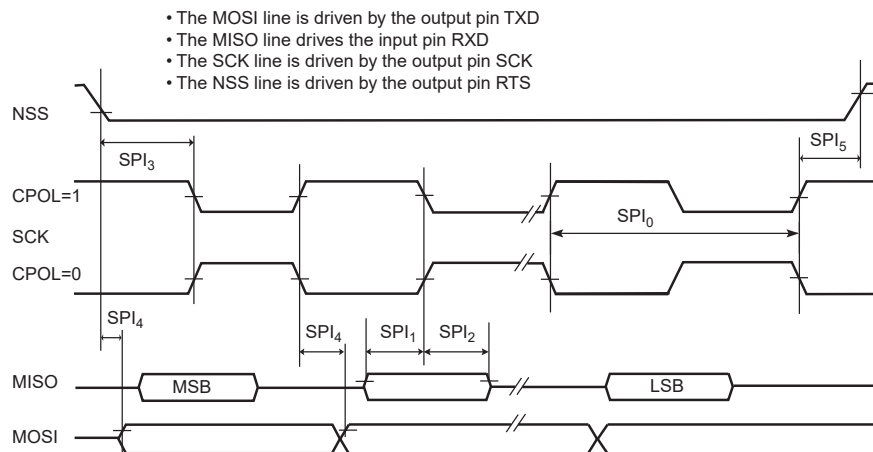 • The MOSI line is driven by the output pin TXD
• The MISO line drives the input pin RXD
• The SCK line is driven by the output pin SCK
• The NSS line is driven by the output pin RTS
NSS
SPI3
SPI5
CPOL=1
SPI0
SCK
CPOL=0
SPI4
SPI4
SPI1
SPI2
MISO
MSB
LSB
MOSI